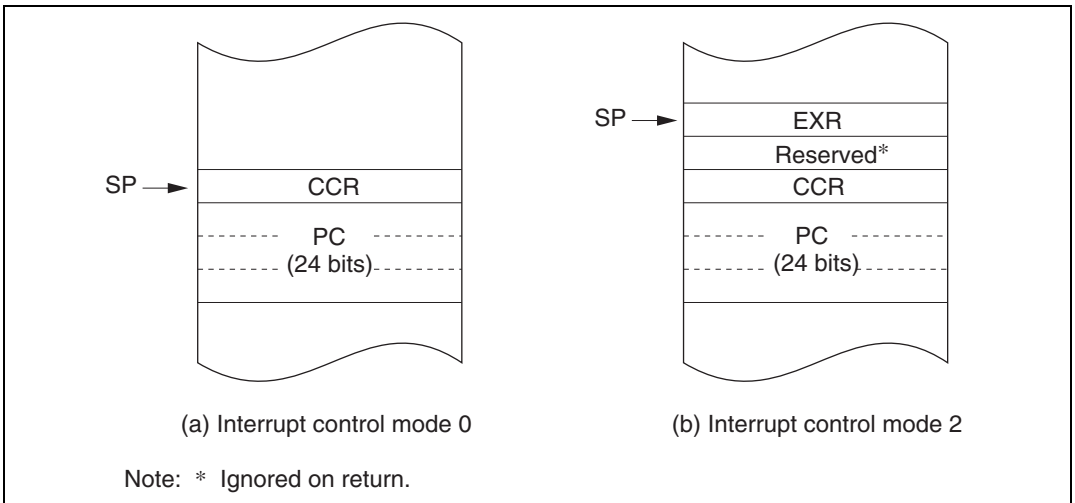 SP
CCR
PC
(24 bits)
(a) Interrupt control mode 0
SP
EXR
Reserved*
CCR
PC
(24 bits)
(b) Interrupt control mode 2
Note: * Ignored on return.